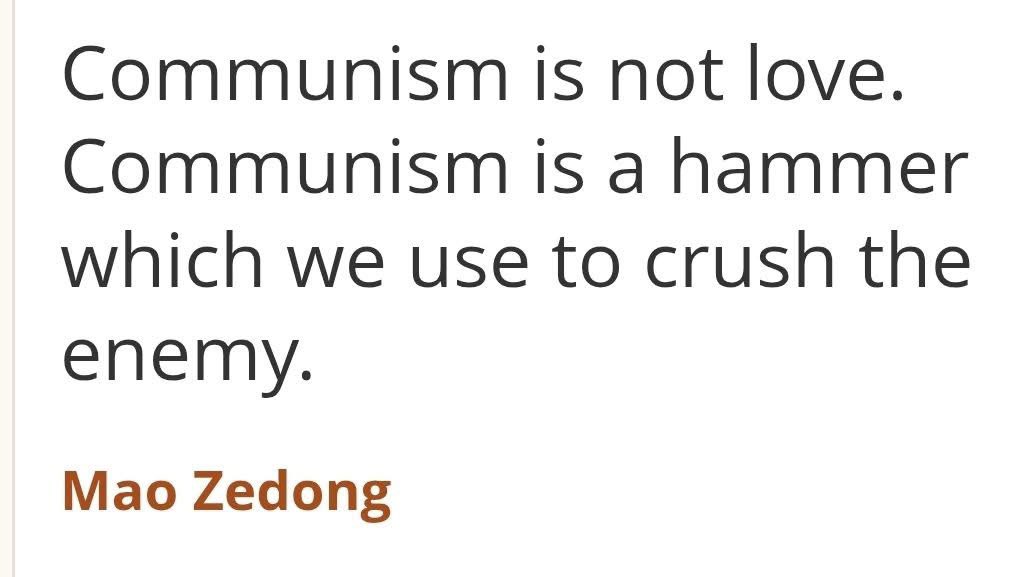 Communism is not love.
Communism is a hammer
which we use to crush the
enemy.
Mao Zedong